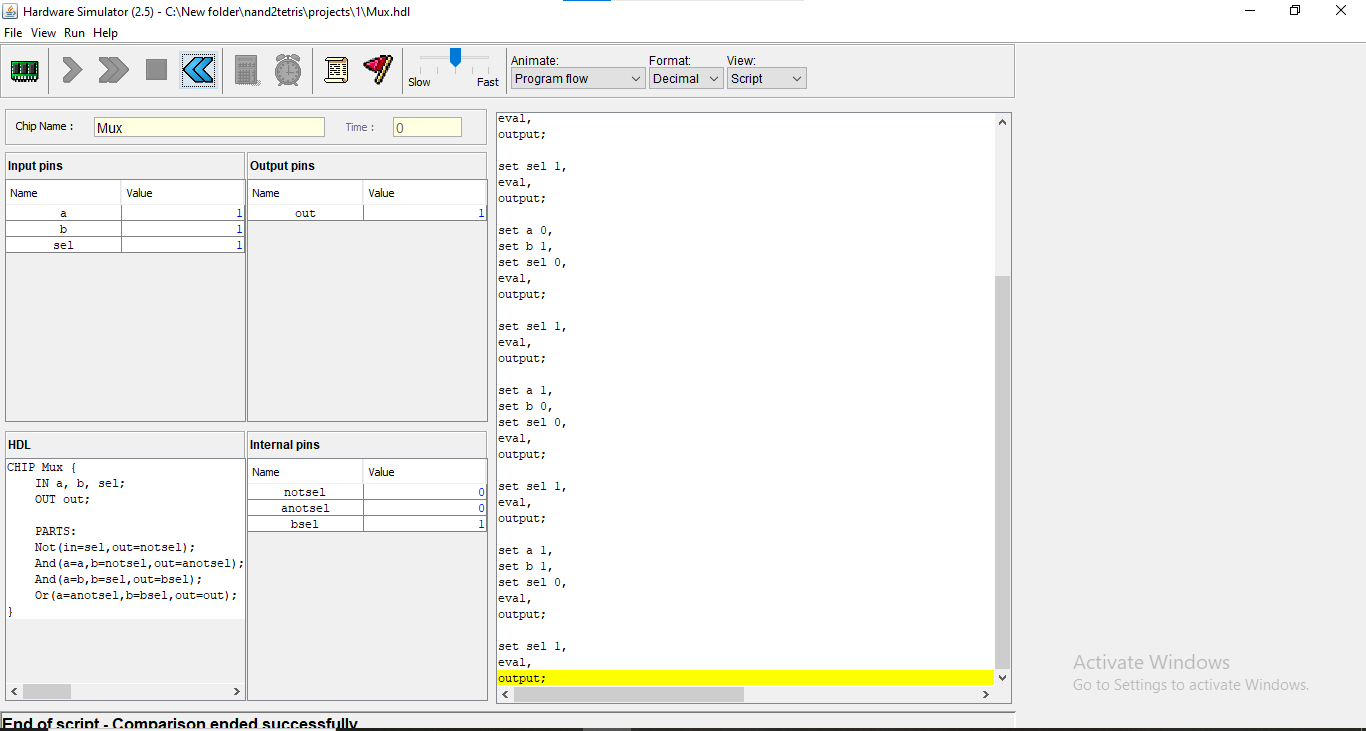 Hardware Simulator (2.5) - C:\New folder\nand2tetris\projects\1\Mux.hdl
File View Run Help
Slow Fast
Animate:
Program flow
Format:
Decimal
View:
Script
Chip Name :
Mux
Time :
0
Input pins
Name Value
a 1
b 1
sel 1
Output pins
Name Value
out 1
HDL
CHIP Mux {
IN a, b, sel;
OUT out;
PARTS:
Not(in=sel,out=notsel);
And(a=a,b=notsel,out=anotsel);
And(a=b,b=sel,out=bsel);
Or(a=anotsel,b=bsel,out=out);
}
Internal pins
Name Value
notsel 0
anotsel 0
bsel 1
eval,
output;
set sel 1,
eval,
output;
set a 0,
set b 1,
set sel 0,
eval,
output;
set sel 1,
eval,
output;
set a 1,
set b 0,
set sel 0,
eval,
output;
set sel 1,
eval,
output;
set a 1,
set b 1,
set sel 0,
eval,
output;
set sel 1,
eval,
output;
End of script - Comparison ended successfully
Activate Windows
Go to Settings to activate Windows.